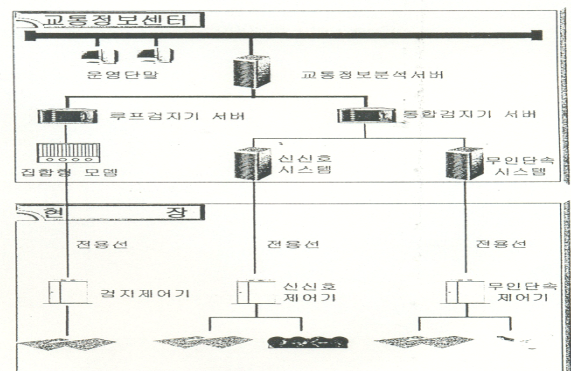 교통정보센터
운영단말
교통정보분석서버
루프검지기 서버
통합검지기 서버
집합형 모뎀
신신호
시스템
무인단속
시스템
현 장
전용선
전용선
전용선
검지제어기
신신호
제어기
무인단속
제어기